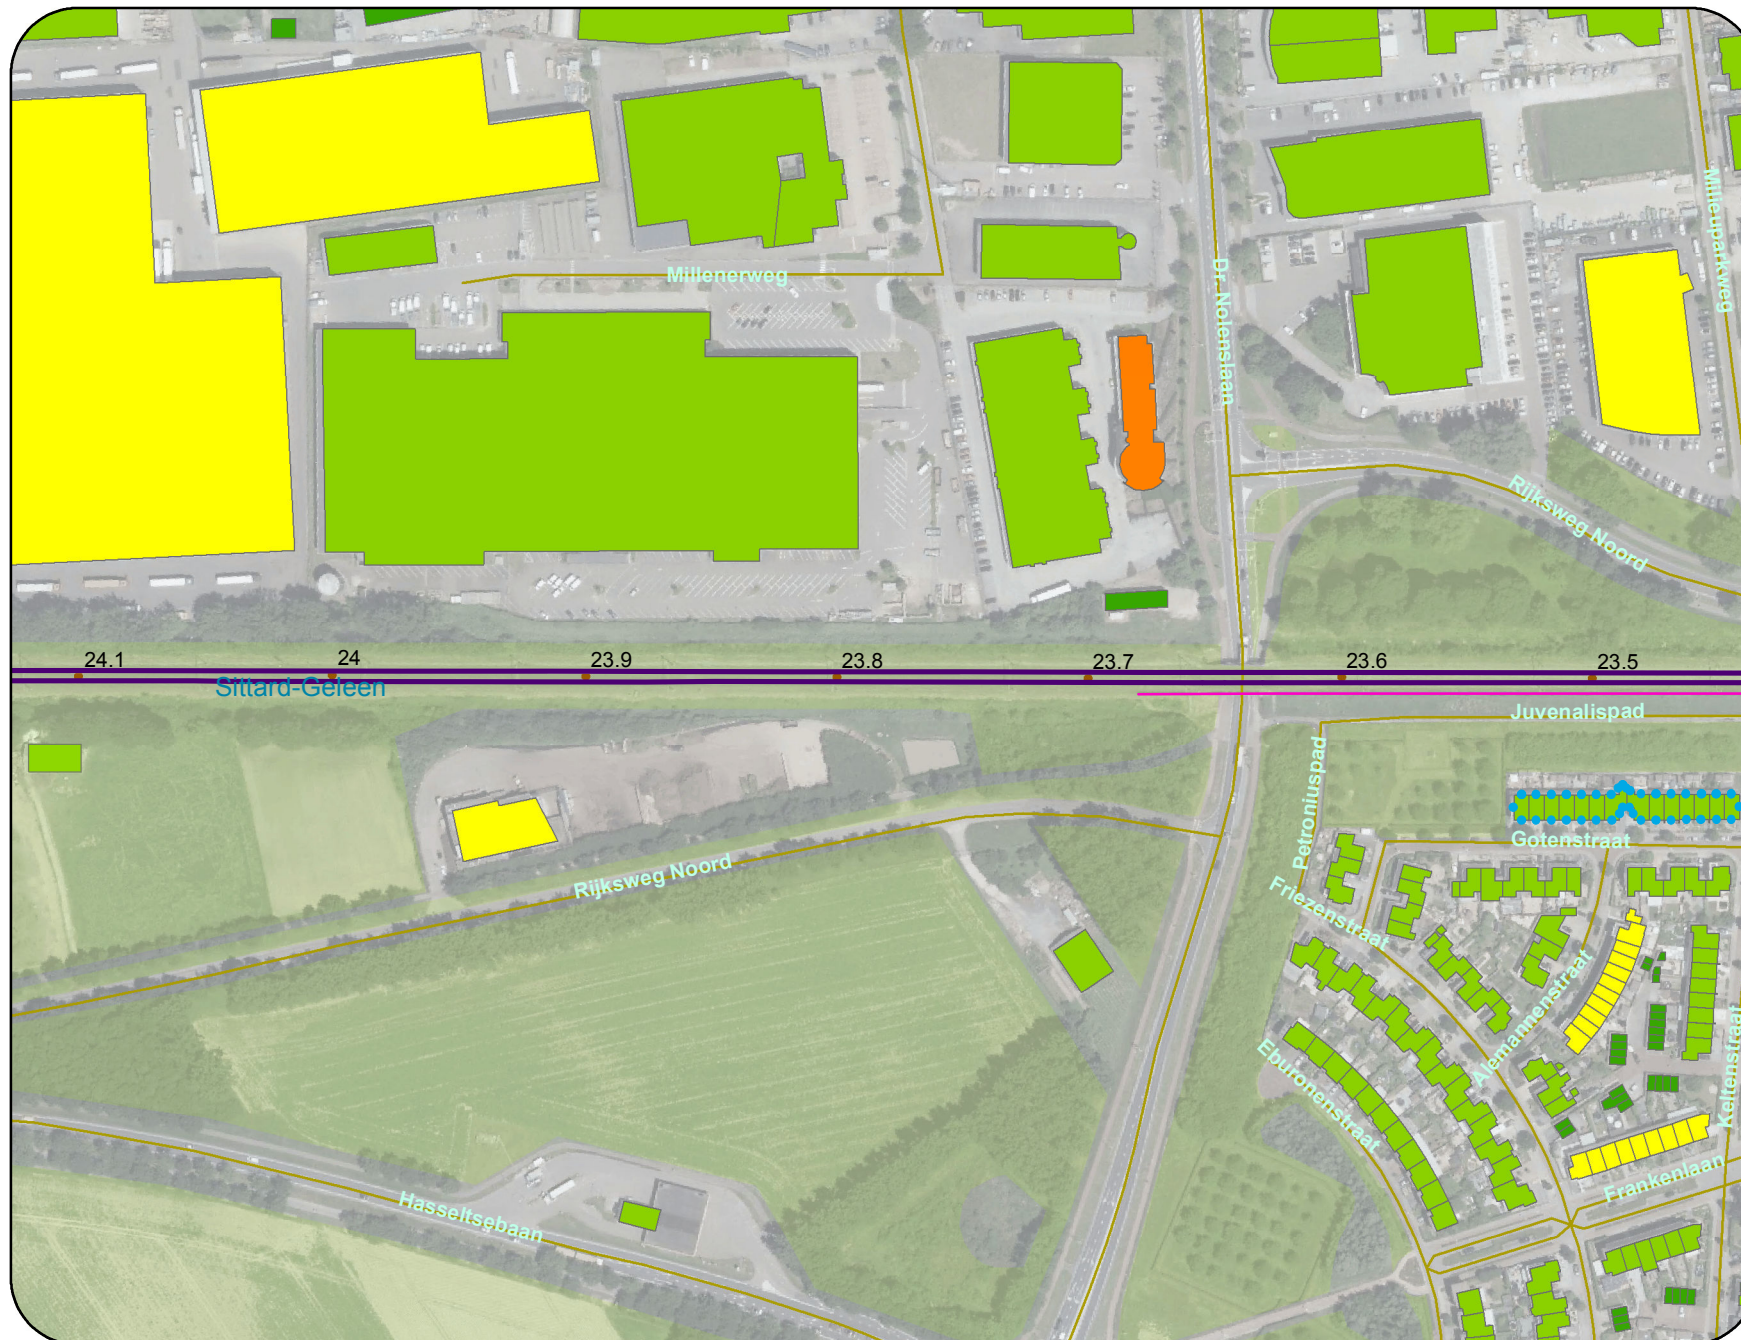 Millenerweg
Dr. Nolenslaan
Milieuparkweg
Rijksweg Noord
24.1
24
23.9
23.8
23.7
23.6
23.5
Sittard-Geleen
Juvenalispad
Petroniuspad
Gotenstraat
Rijksweg Noord
Friezenstraat
Alemannenstraat
Eburonenstraat
Keltenstraat
Frankenlaan
Hasseltsebaan